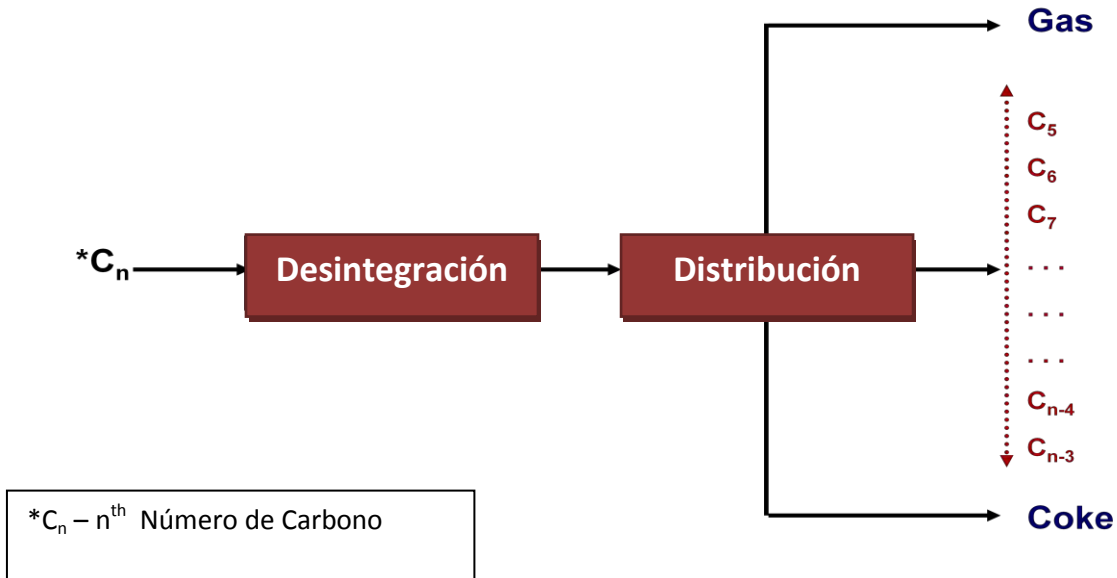 Gas
C5
C6
C7
*Cn
Desintegración
Distribución
. . .
. . .
. . .
Cn-4
Cn-3
*Cn – nth Número de Carbono
Coke